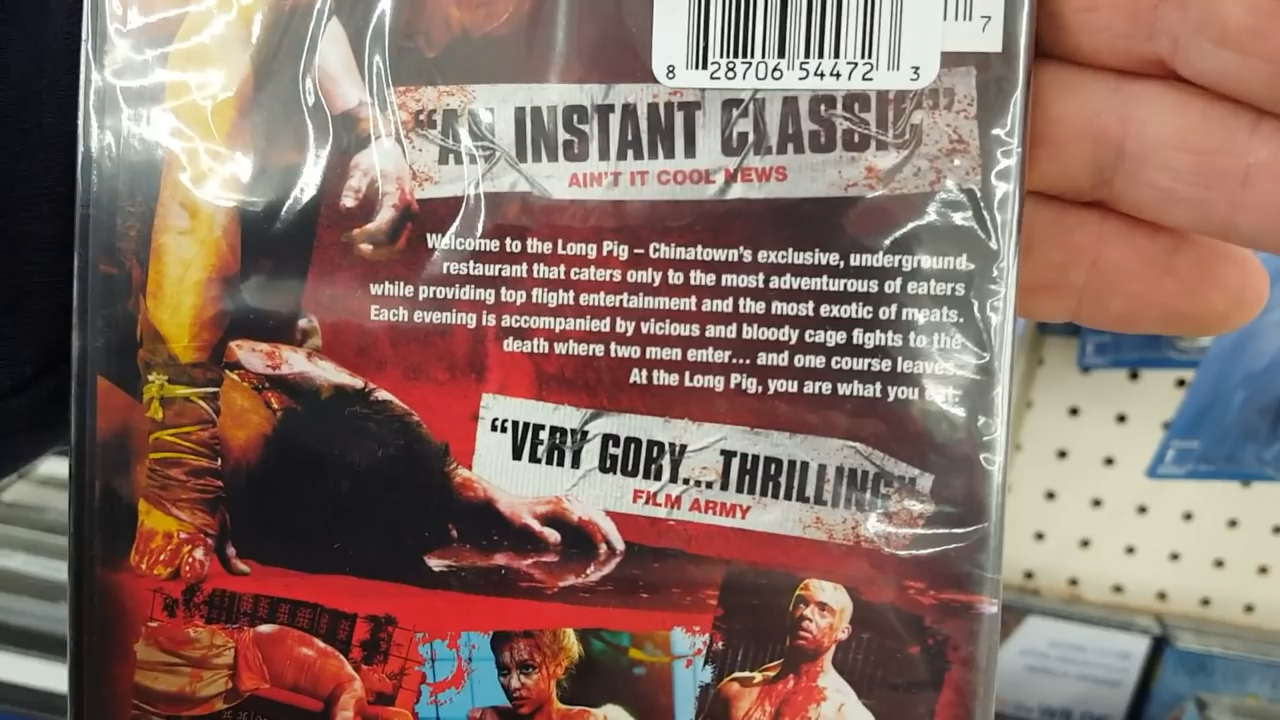 7
8 28706 54472 3
"AN INSTANT CLASSIC"
AIN'T IT COOL NEWS
Welcome to the Long Pig – Chinatown's exclusive, underground
restaurant that caters only to the most adventurous of eaters
while providing top flight entertainment and the most exotic of meats.
Each evening is accompanied by vicious and bloody cage fights to the
death where two men enter... and one course leaves.
At the Long Pig, you are what you eat.
"VERY GORY...THRILLING"
FILM ARMY